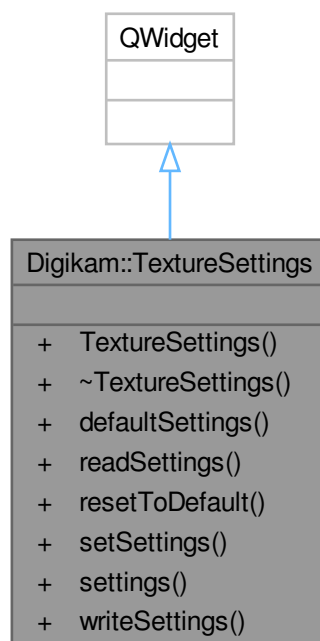 QWidget
Digikam::TextureSettings
+ TextureSettings()
+ ~TextureSettings()
+ defaultSettings()
+ readSettings()
+ resetToDefault()
+ setSettings()
+ settings()
+ writeSettings()